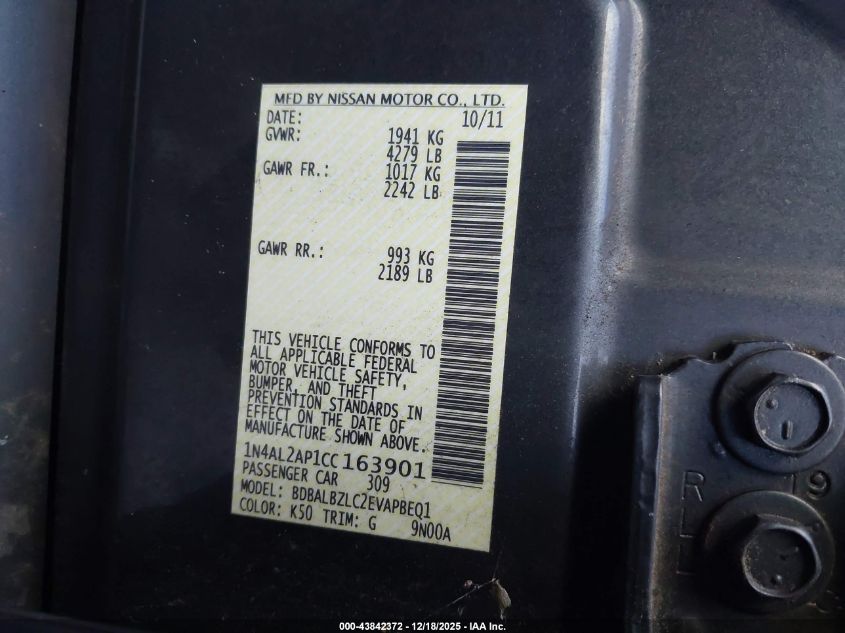 MFD BY NISSAN MOTOR CO., LTD.
DATE: 10/11
GVWR: 1941 KG
4279 LB
GAWR FR.: 1017 KG
2242 LB
GAWR RR.: 993 KG
2189 LB
THIS VEHICLE CONFORMS TO
ALL APPLICABLE FEDERAL
MOTOR VEHICLE SAFETY,
BUMPER, AND THEFT
PREVENTION STANDARDS IN
EFFECT ON THE DATE OF
MANUFACTURE SHOWN ABOVE.
1N4AL2AP1CC163901
PASSENGER CAR 309
MODEL: BDBALBZLC2EVAPBEQ1
COLOR: K50 TRIM: G 9N00A
R 19
L
L
000-43842372 - 12/18/2025 - IAA Inc.